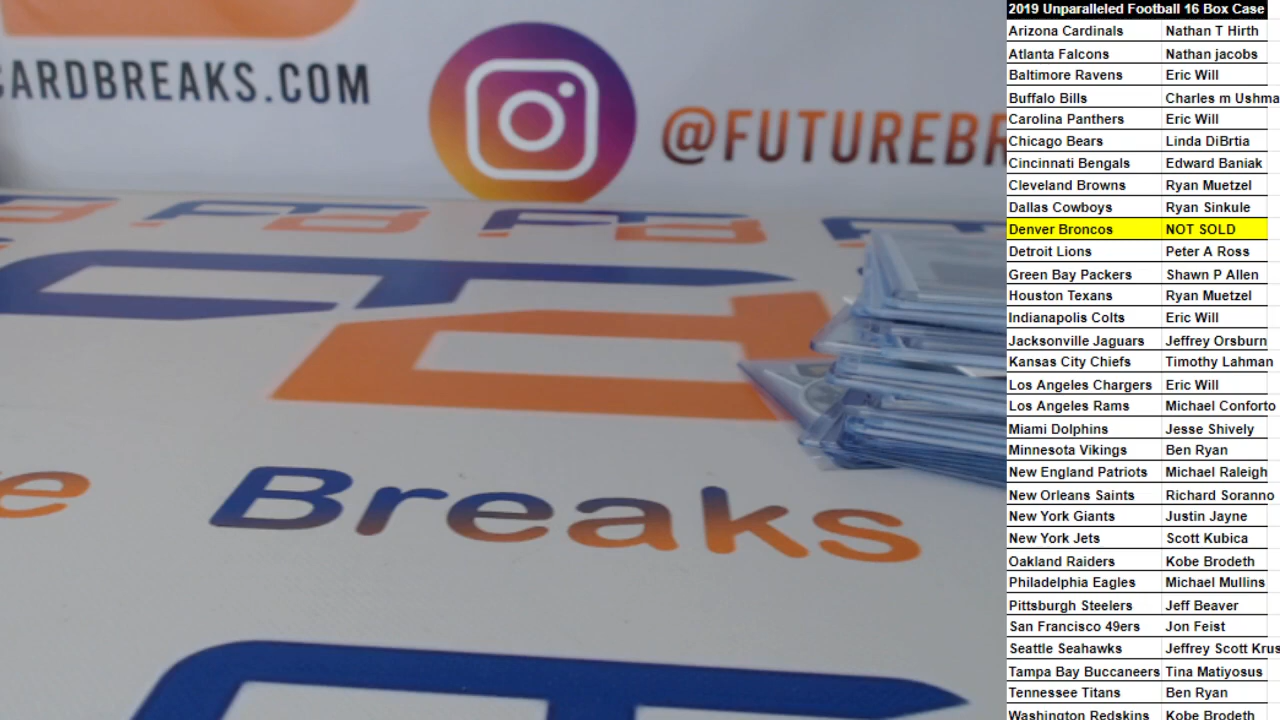 CARDBREAKS.COM
@FUTUREBR
FB
FB
FB
e Breaks
2019 Unparalleled Football 16 Box Case
Arizona Cardinals Nathan T Hirth
Atlanta Falcons Nathan jacobs
Baltimore Ravens Eric Will
Buffalo Bills Charles m Ushma
Carolina Panthers Eric Will
Chicago Bears Linda DiBrtia
Cincinnati Bengals Edward Baniak
Cleveland Browns Ryan Muetzel
Dallas Cowboys Ryan Sinkule
Denver Broncos NOT SOLD
Detroit Lions Peter A Ross
Green Bay Packers Shawn P Allen
Houston Texans Ryan Muetzel
Indianapolis Colts Eric Will
Jacksonville Jaguars Jeffrey Orsburn
Kansas City Chiefs Timothy Lahman
Los Angeles Chargers Eric Will
Los Angeles Rams Michael Conforto
Miami Dolphins Jesse Shively
Minnesota Vikings Ben Ryan
New England Patriots Michael Raleigh
New Orleans Saints Richard Soranno
New York Giants Justin Jayne
New York Jets Scott Kubica
Oakland Raiders Kobe Brodeth
Philadelphia Eagles Michael Mullins
Pittsburgh Steelers Jeff Beaver
San Francisco 49ers Jon Feist
Seattle Seahawks Jeffrey Scott Krus
Tampa Bay Buccaneers Tina Matiyosus
Tennessee Titans Ben Ryan
Washington Redskins Kobe Brodeth